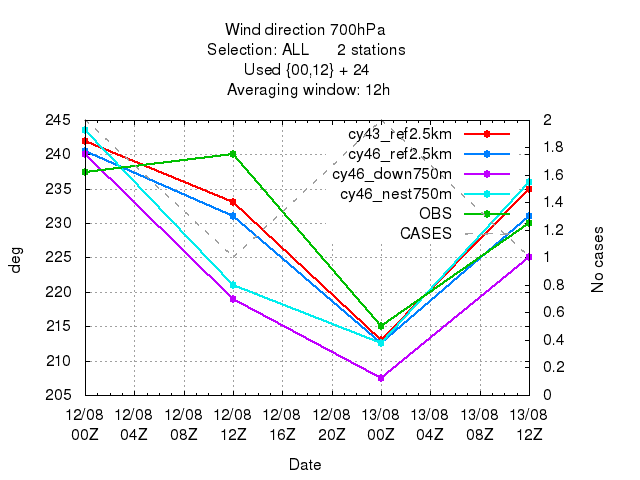 Wind direction 700hPa
Selection: ALL 2 stations
Used {00,12} + 24
Averaging window: 12h
245
240
235
230
225
220
215
210
205
deg
2
1.8
1.6
1.4
1.2
1
0.8
0.6
0.4
0.2
0
No cases
cy43_ref2.5km
cy46_ref2.5km
cy46_down750m
cy46_nest750m
OBS
CASES
12/08 12/08 12/08 12/08 12/08 12/08 13/08 13/08 13/08 13/08
00Z 04Z 08Z 12Z 16Z 20Z 00Z 04Z 08Z 12Z
Date